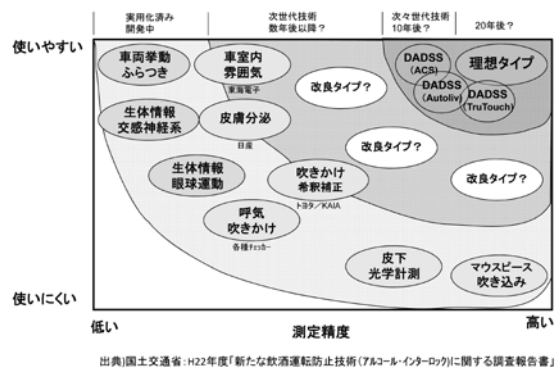 実用化済み
開発中
次世代技術
数年後以降？
次々世代技術
10年後？
20年後？
使いやすい
車両挙動
ふらつき
車室内
雰囲気
東海電子
DADSS
(ACS)
理想タイプ
改良タイプ？
DADSS
(Autoliv)
DADSS
(TruTouch)
生体情報
交感神経系
皮膚分泌
日産
改良タイプ？
生体情報
眼球運動
吹きかけ
希釈補正
トヨタ／KAIA
改良タイプ？
呼気
吹きかけ
各種ﾁｪｯｶｰ
皮下
光学計測
マウスピース
吹き込み
使いにくい
低い
測定精度
高い
出典)国土交通省：H22年度「新たな飲酒運転防止技術(ｱﾙｺｰﾙ・ｲﾝﾀｰﾛｯｸ)に関する調査報告書」